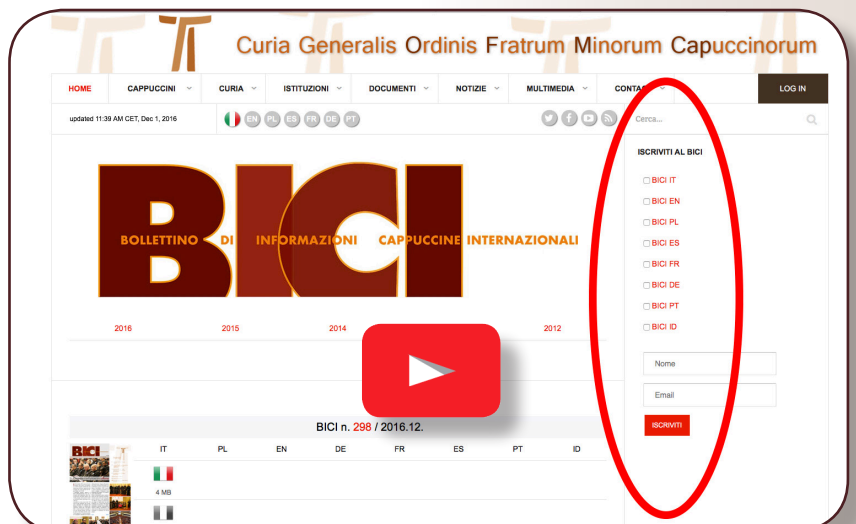 Curia Generalis Ordinis Fratrum Minorum Capuccinorum
HOME CAPPUCCINI CURIA ISTITUZIONI DOCUMENTI NOTIZIE MULTIMEDIA LOG IN
updated 11:39 AM CET, Dec 1, 2016 EN PL ES FR DE PT Cerca...
ISCRIVITI AL BICI
BICI IT
BICI EN
BICI PL
BICI ES
BICI FR
BICI DE
BICI PT
BICI ID
Nome
Email
ISCRIVITI
BICI
BOLLETTINO DI INFORMAZIONI CAPPUCCINE INTERNAZIONALI
2016 2015 2014 2012
BICI n. 298 / 2016.12.
BICI
IT PL EN DE FR ES PT ID
4 MB